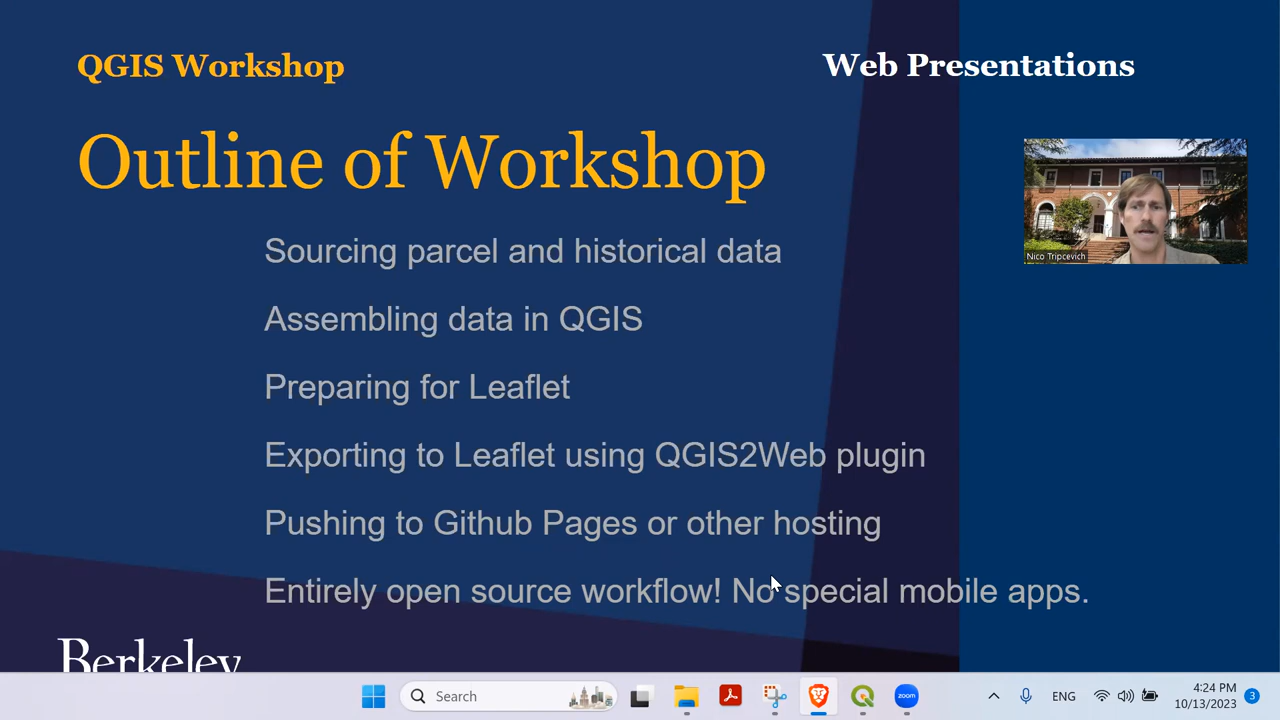 QGIS Workshop
Web Presentations
Outline of Workshop
Nico Tripcevich
Sourcing parcel and historical data
Assembling data in QGIS
Preparing for Leaflet
Exporting to Leaflet using QGIS2Web plugin
Pushing to Github Pages or other hosting
Entirely open source workflow! No special mobile apps.
Berkeley
Search
zoom
ENG
4:24 PM
10/13/2023
3